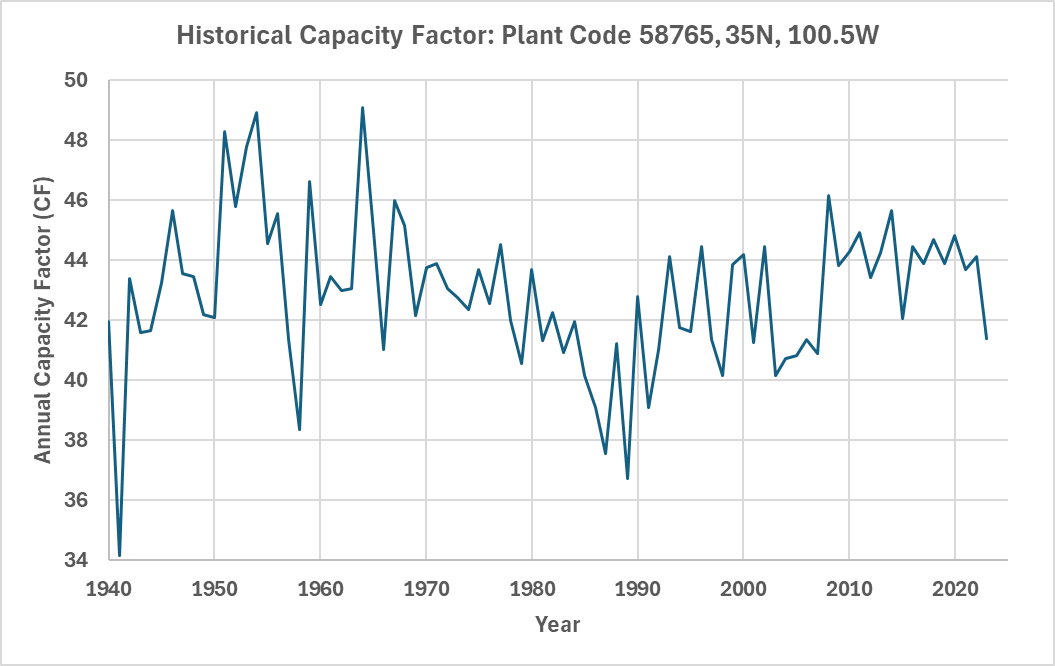 Historical Capacity Factor: Plant Code 58765, 35N, 100.5W
50
48
46
44
42
40
38
36
34
Annual Capacity Factor (CF)
1940 1950 1960 1970 1980 1990 2000 2010 2020
Year